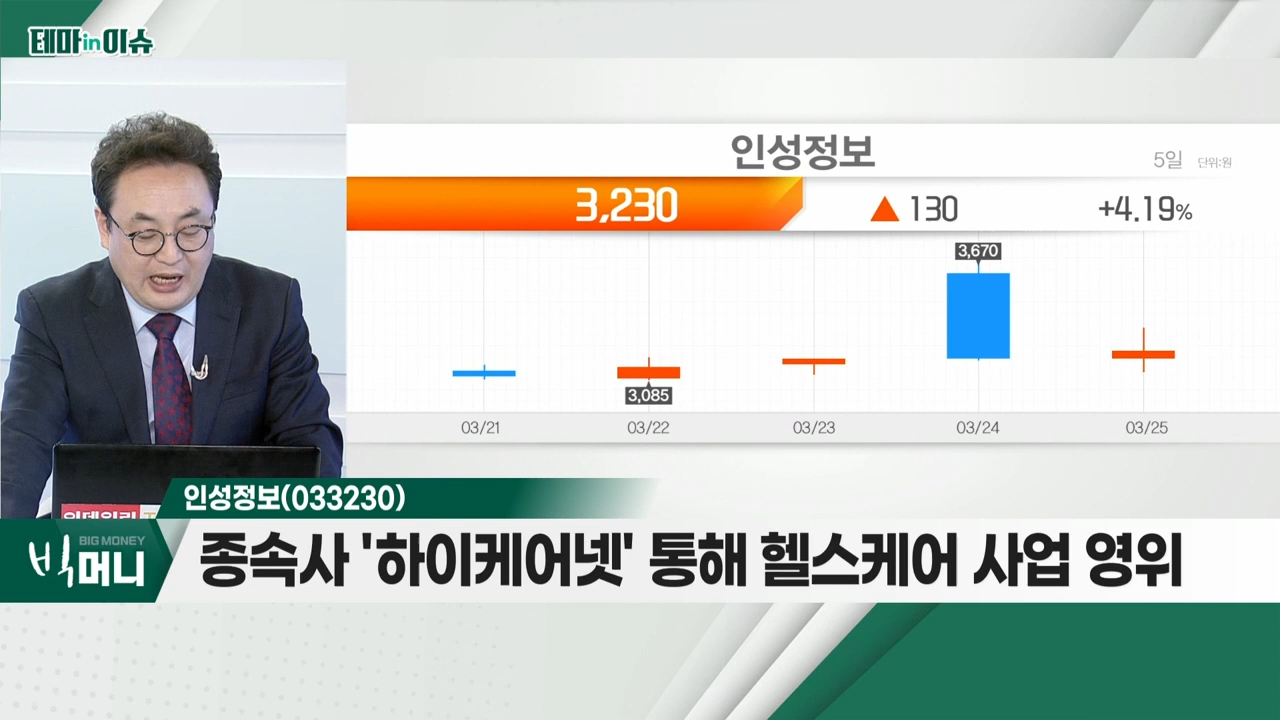 테마in이슈
인성정보
5일 단위:원
3,230 ▲ 130 +4.19%
3,670
3,085
03/21 03/22 03/23 03/24 03/25
인성정보(033230)
BIG MONEY
빅머니
종속사 '하이케어넷' 통해 헬스케어 사업 영위